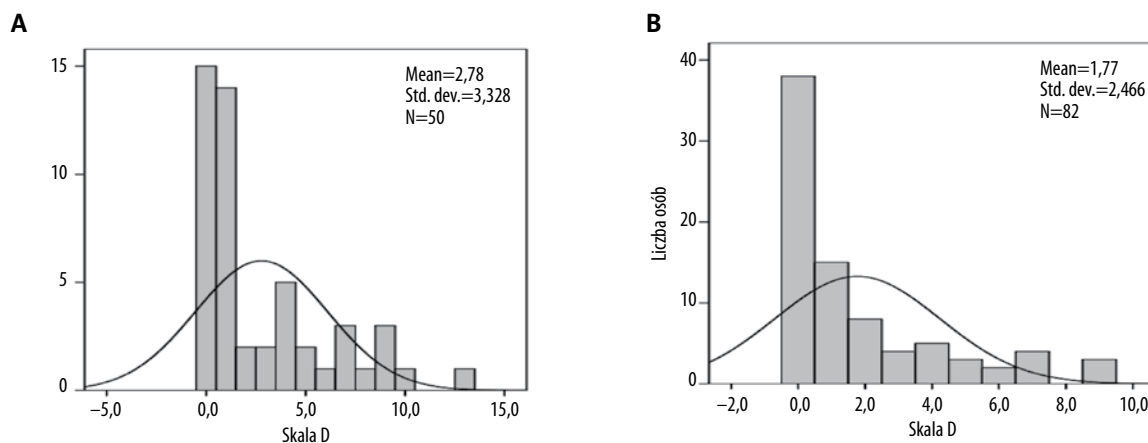 A
15
10
5
0
−5,0 0,0 5,0 10,0 15,0
Skala D
Mean=2,78
Std. dev.=3,328
N=50
B
Liczba osób
40
30
20
10
0
−2,0 0,0 2,0 4,0 6,0 8,0 10,0
Skala D
Mean=1,77
Std. dev.=2,466
N=82